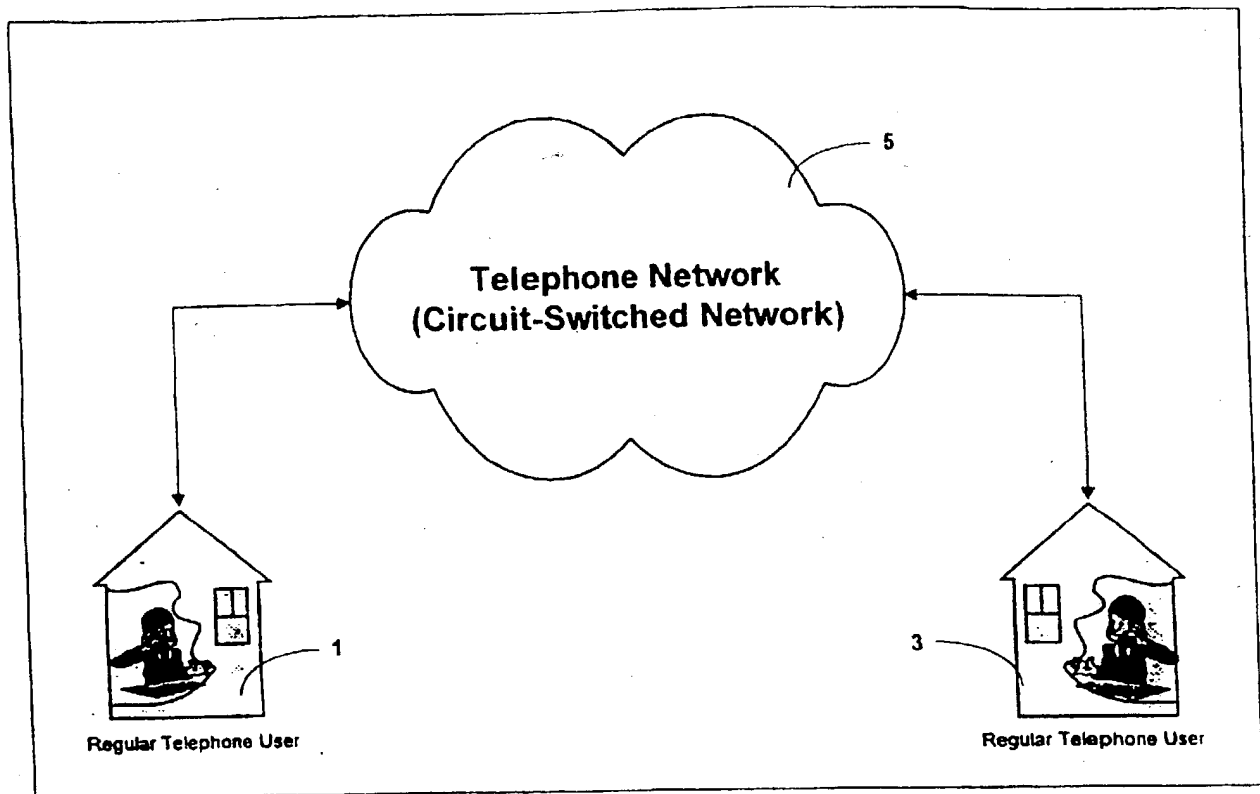 5
Telephone Network
(Circuit-Switched Network)
1
3
Regular Telephone User
Regular Telephone User